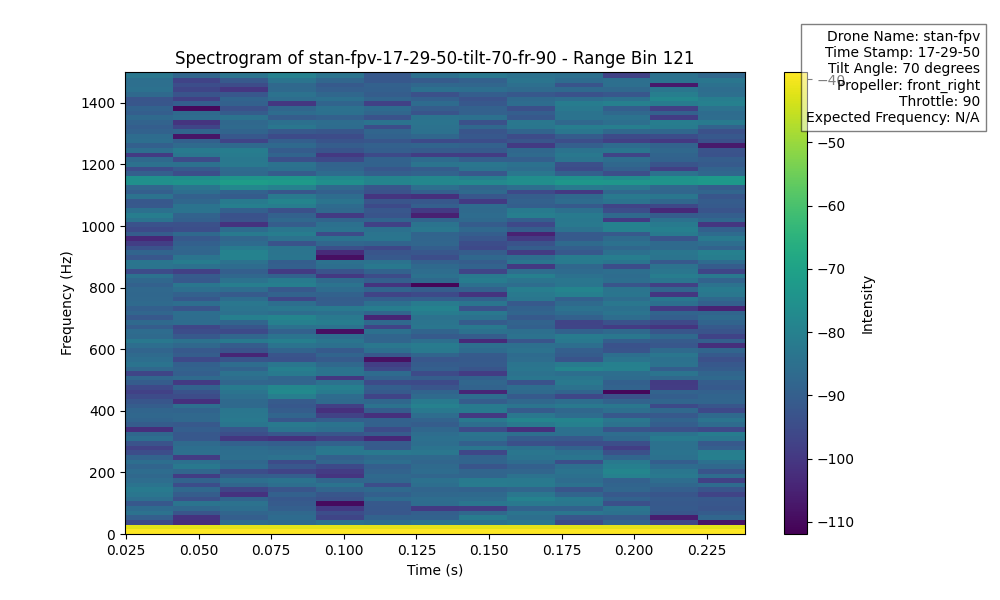 Spectrogram of stan-fpv-17-29-50-tilt-70-fr-90 - Range Bin 121
Drone Name: stan-fpv
Time Stamp: 17-29-50
Tilt Angle: 70 degrees
Propeller: front_right
Throttle: 90
Expected Frequency: N/A
1400
1200
1000
800
600
400
200
0
Frequency (Hz)
0.025
0.050
0.075
0.100
0.125
0.150
0.175
0.200
0.225
Time (s)
−40
−50
−60
−70
−80
−90
−100
−110
Intensity